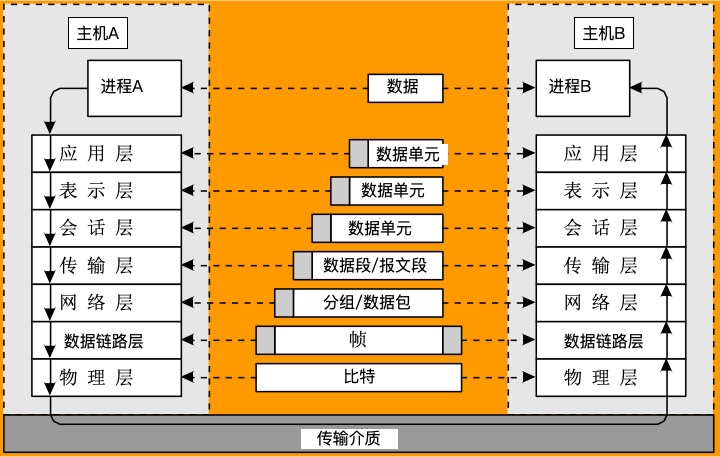 主机A
主机B
进程A
数据
进程B
应用层
数据单元
应用层
表示层
数据单元
表示层
会话层
数据单元
会话层
传输层
数据段/报文段
传输层
网络层
分组/数据包
网络层
数据链路层
帧
数据链路层
物理层
比特
物理层
传输介质